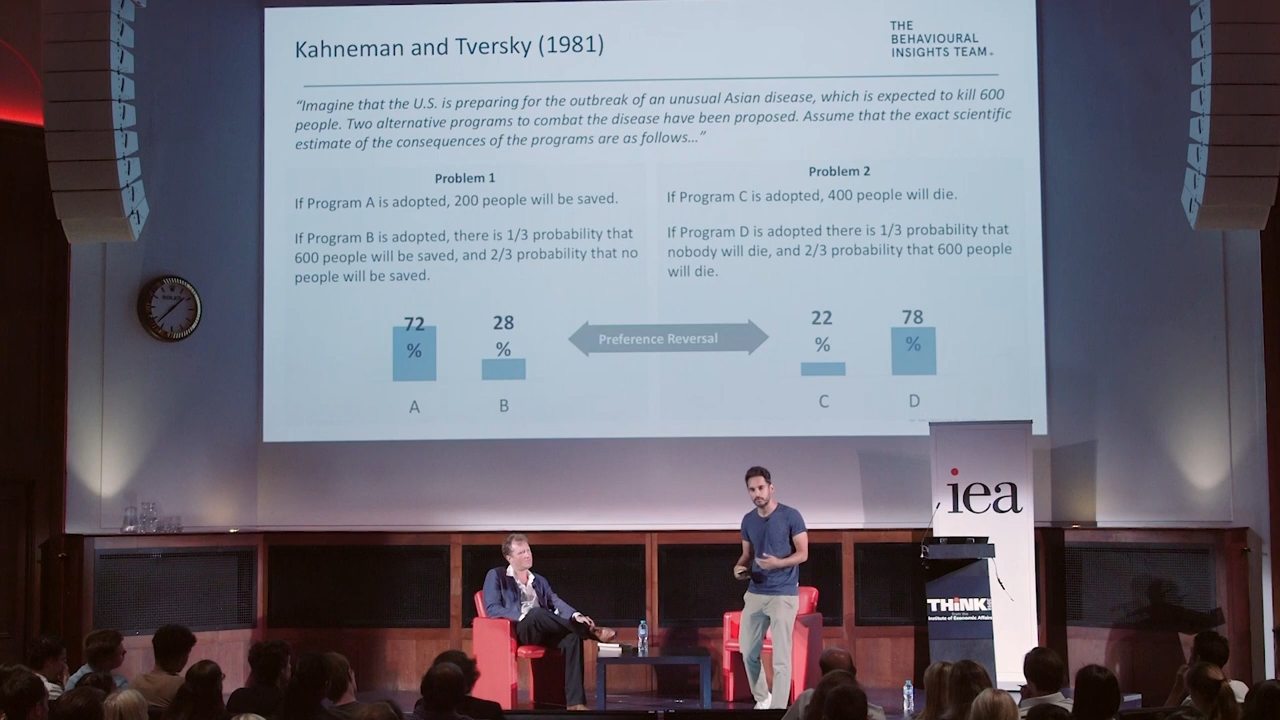 Kahneman and Tversky (1981)
THE
BEHAVIOURAL
INSIGHTS TEAM
“Imagine that the U.S. is preparing for the outbreak of an unusual Asian disease, which is expected to kill 600
people. Two alternative programs to combat the disease have been proposed. Assume that the exact scientific
estimate of the consequences of the programs are as follows...”
Problem 1
If Program A is adopted, 200 people will be saved.
If Program B is adopted, there is 1/3 probability that
600 people will be saved, and 2/3 probability that no
people will be saved.
72
%
A
28
%
B
Preference Reversal
Problem 2
If Program C is adopted, 400 people will die.
If Program D is adopted there is 1/3 probability that
nobody will die, and 2/3 probability that 600 people
will die.
22
%
C
78
%
D
iea
THiNK
Institute of Economic Affairs